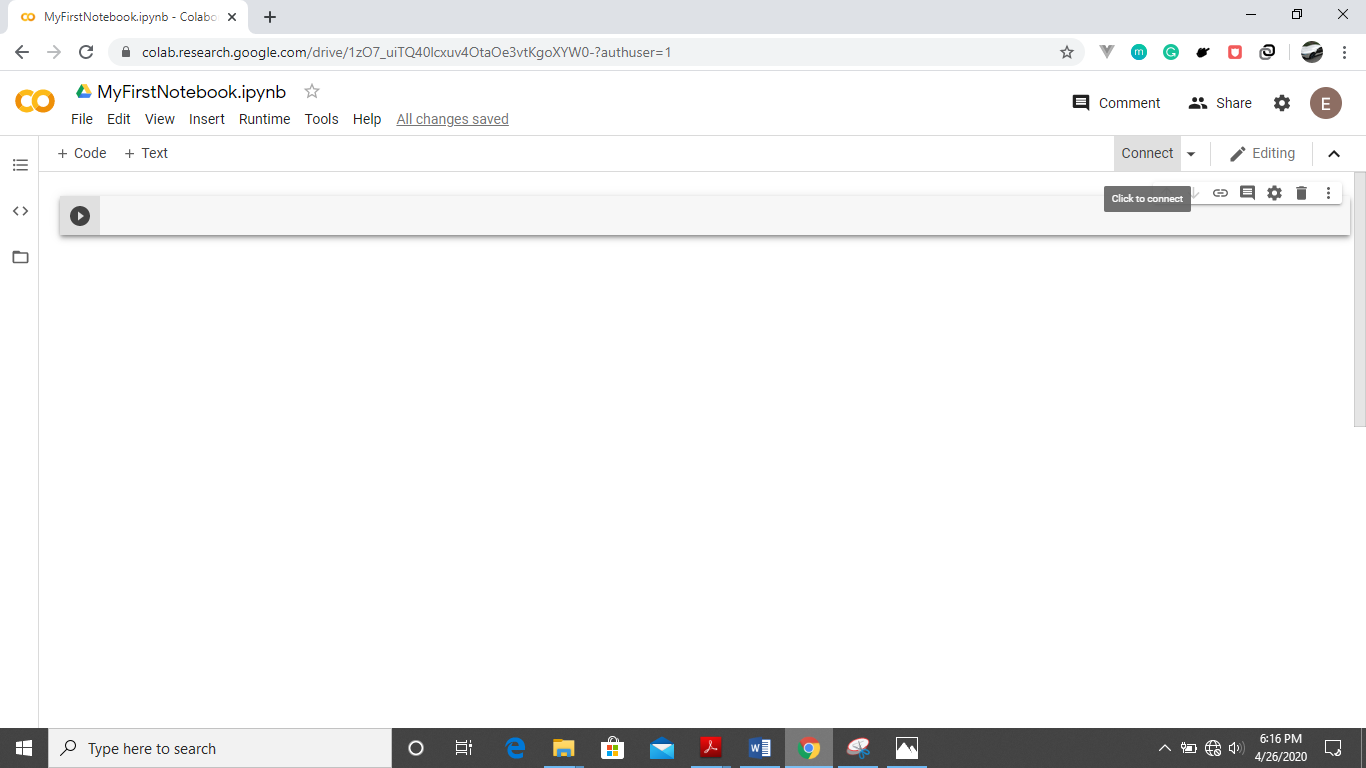 MyFirstNotebook.ipynb - Colabo
colab.research.google.com/drive/1zO7_uiTQ40lcxuv4OtaOe3vtKgoXYW0-?authuser=1
MyFirstNotebook.ipynb
Comment
Share
E
File Edit View Insert Runtime Tools Help All changes saved
+ Code + Text
Connect
Editing
Click to connect
Type here to search
6:16 PM
4/26/2020